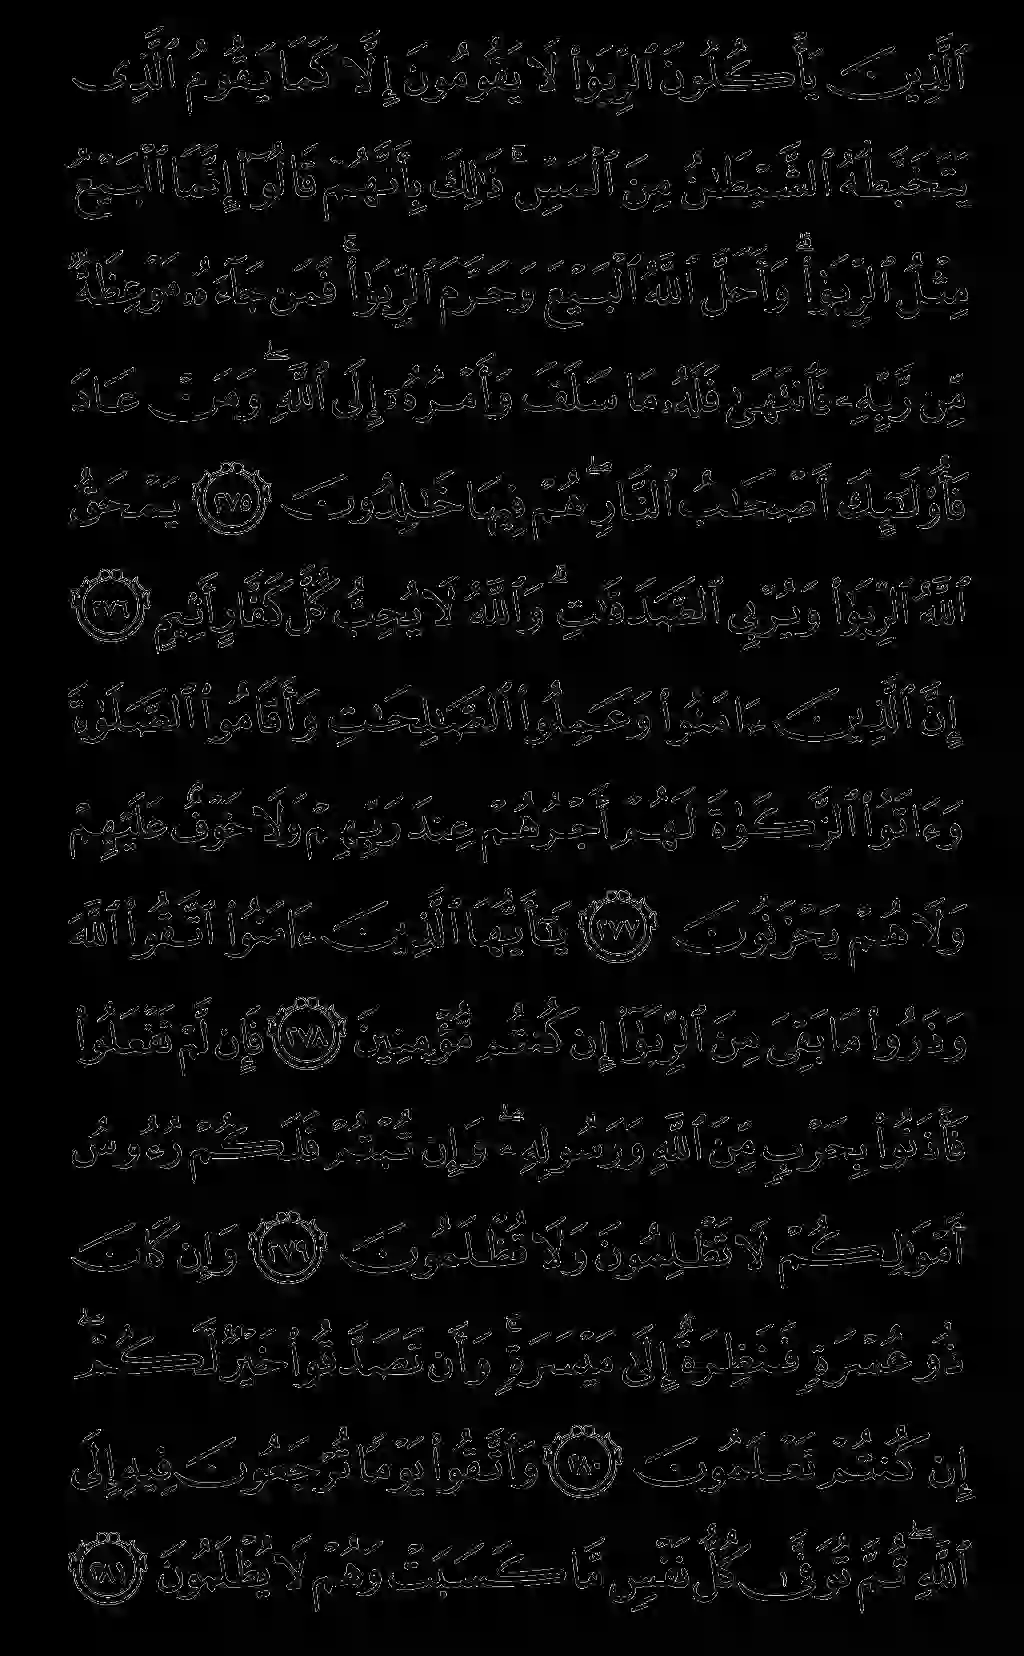 ٱلَّذِينَ يَأۡكُلُونَ ٱلرِّبَوٰاْ لَا يَقُومُونَ إِلَّا كَمَا يَقُومُ ٱلَّذِى
يَتَخَبَّطُهُ ٱلشَّيۡطَٰنُ مِنَ ٱلۡمَسِّۚ ذَٰلِكَ بِأَنَّهُمۡ قَالُوٓاْ إِنَّمَا ٱلۡبَيۡعُ
مِثۡلُ ٱلرِّبَوٰاْۗ وَأَحَلَّ ٱللَّهُ ٱلۡبَيۡعَ وَحَرَّمَ ٱلرِّبَوٰاْۚ فَمَن جَآءَهُۥ مَوۡعِظَةٌ
مِّن رَّبِّهِۦ فَٱنتَهَىٰ فَلَهُۥ مَا سَلَفَ وَأَمۡرُهُۥٓ إِلَى ٱللَّهِۖ وَمَنۡ عَادَ
فَأُوْلَٰٓئِكَ أَصۡحَٰبُ ٱلنَّارِۖ هُمۡ فِيهَا خَٰلِدُونَ ٢٧٥ يَمۡحَقُ
ٱللَّهُ ٱلرِّبَوٰاْ وَيُرۡبِى ٱلصَّدَقَٰتِۗ وَٱللَّهُ لَا يُحِبُّ كُلَّ كَفَّارٍ أَثِيمٍ ٢٧٦
إِنَّ ٱلَّذِينَ ءَامَنُواْ وَعَمِلُواْ ٱلصَّٰلِحَٰتِ وَأَقَامُواْ ٱلصَّلَوٰةَ
وَءَاتَوُاْ ٱلزَّكَوٰةَ لَهُمۡ أَجۡرُهُمۡ عِندَ رَبِّهِمۡ وَلَا خَوۡفٌ عَلَيۡهِمۡ
وَلَا هُمۡ يَحۡزَنُونَ ٢٧٧ يَٰٓأَيُّهَا ٱلَّذِينَ ءَامَنُواْ ٱتَّقُواْ ٱللَّهَ
وَذَرُواْ مَا بَقِىَ مِنَ ٱلرِّبَوٰٓاْ إِن كُنتُم مُّؤۡمِنِينَ ٢٧٨ فَإِن لَّمۡ تَفۡعَلُواْ
فَأۡذَنُواْ بِحَرۡبٍ مِّنَ ٱللَّهِ وَرَسُولِهِۦۖ وَإِن تُبۡتُمۡ فَلَكُمۡ رُءُوسُ
أَمۡوَٰلِكُمۡ لَا تَظۡلِمُونَ وَلَا تُظۡلَمُونَ ٢٧٩ وَإِن كَانَ
ذُو عُسۡرَةٍ فَنَظِرَةٌ إِلَىٰ مَيۡسَرَةٍۚ وَأَن تَصَدَّقُواْ خَيۡرٌ لَّكُمۡۖ
إِن كُنتُمۡ تَعۡلَمُونَ ٢٨٠ وَٱتَّقُواْ يَوۡمًا تُرۡجَعُونَ فِيهِ إِلَى
ٱللَّهِۖ ثُمَّ تُوَفَّىٰ كُلُّ نَفۡسٍ مَّا كَسَبَتۡ وَهُمۡ لَا يُظۡلَمُونَ ٢٨١